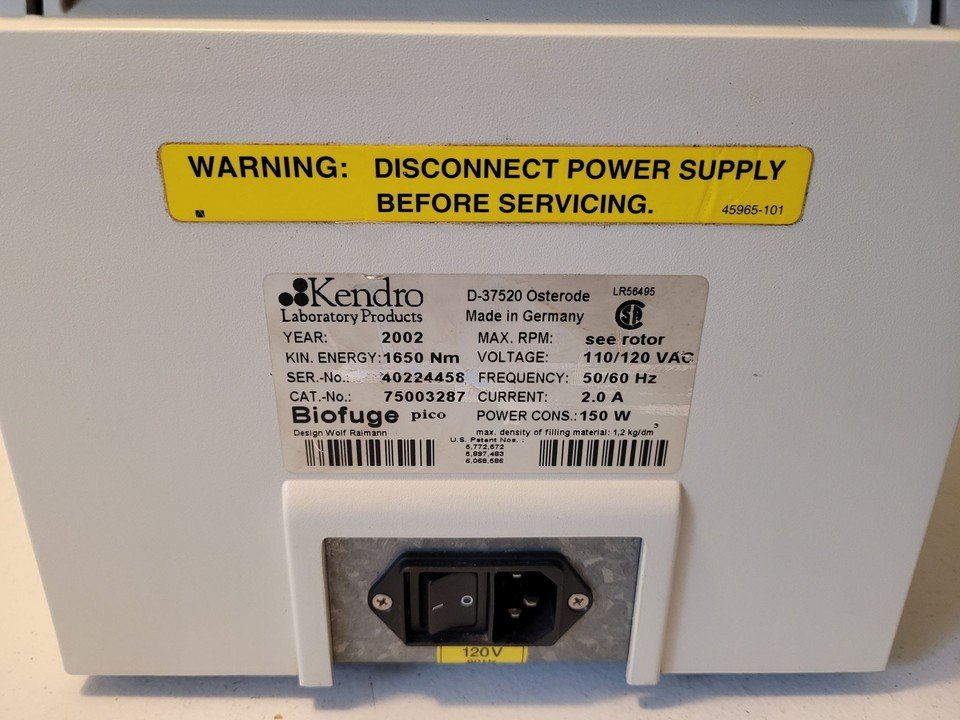 WARNING: DISCONNECT POWER SUPPLY
BEFORE SERVICING. 45965-101
Kendro D-37520 Osterode LR56495
Laboratory Products Made in Germany
YEAR: 2002 MAX. RPM: see rotor
KIN. ENERGY: 1650 Nm VOLTAGE: 110/120 VAC
SER.-No.: 40224458 FREQUENCY: 50/60 Hz
CAT.-No.: 75003287 CURRENT: 2.0 A
Biofuge pico POWER CONS.: 150 W
Design Wolf Raimann max. density of filling material: 1,2 kg/dm³
U.S. Patent Nos. :
5,772,572
5,897,483
6,068,586
120V
60Hz